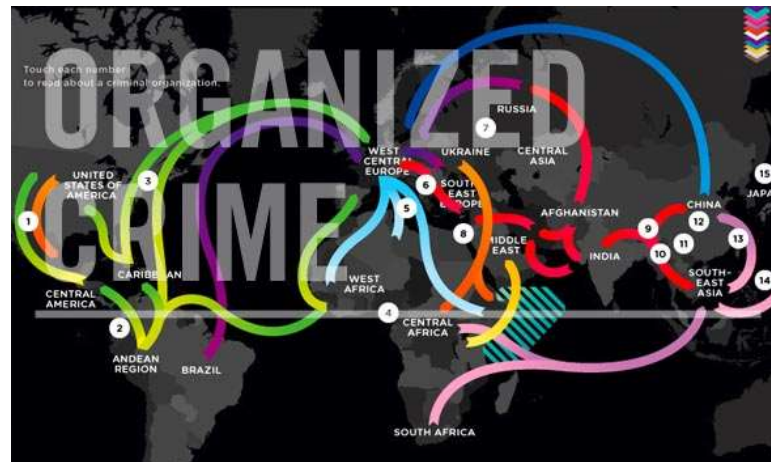 ORGANIZED
CRIME
Touch each number
to read about a criminal organization.
RUSSIA
7
WEST
CENTRAL
EUROPE
UKRAINE
CENTRAL
ASIA
15
JAPA
UNITED
STATES OF
AMERICA
3
6
SOUTH-
EAST
EUROPE
1
5
8
AFGHANISTAN
9
CHINA
12
MIDDLE
EAST
INDIA
10
11
13
CARIBBEAN
CENTRAL
AMERICA
WEST
AFRICA
SOUTH-
EAST
ASIA
14
2
4
CENTRAL
AFRICA
ANDEAN
REGION
BRAZIL
SOUTH AFRICA